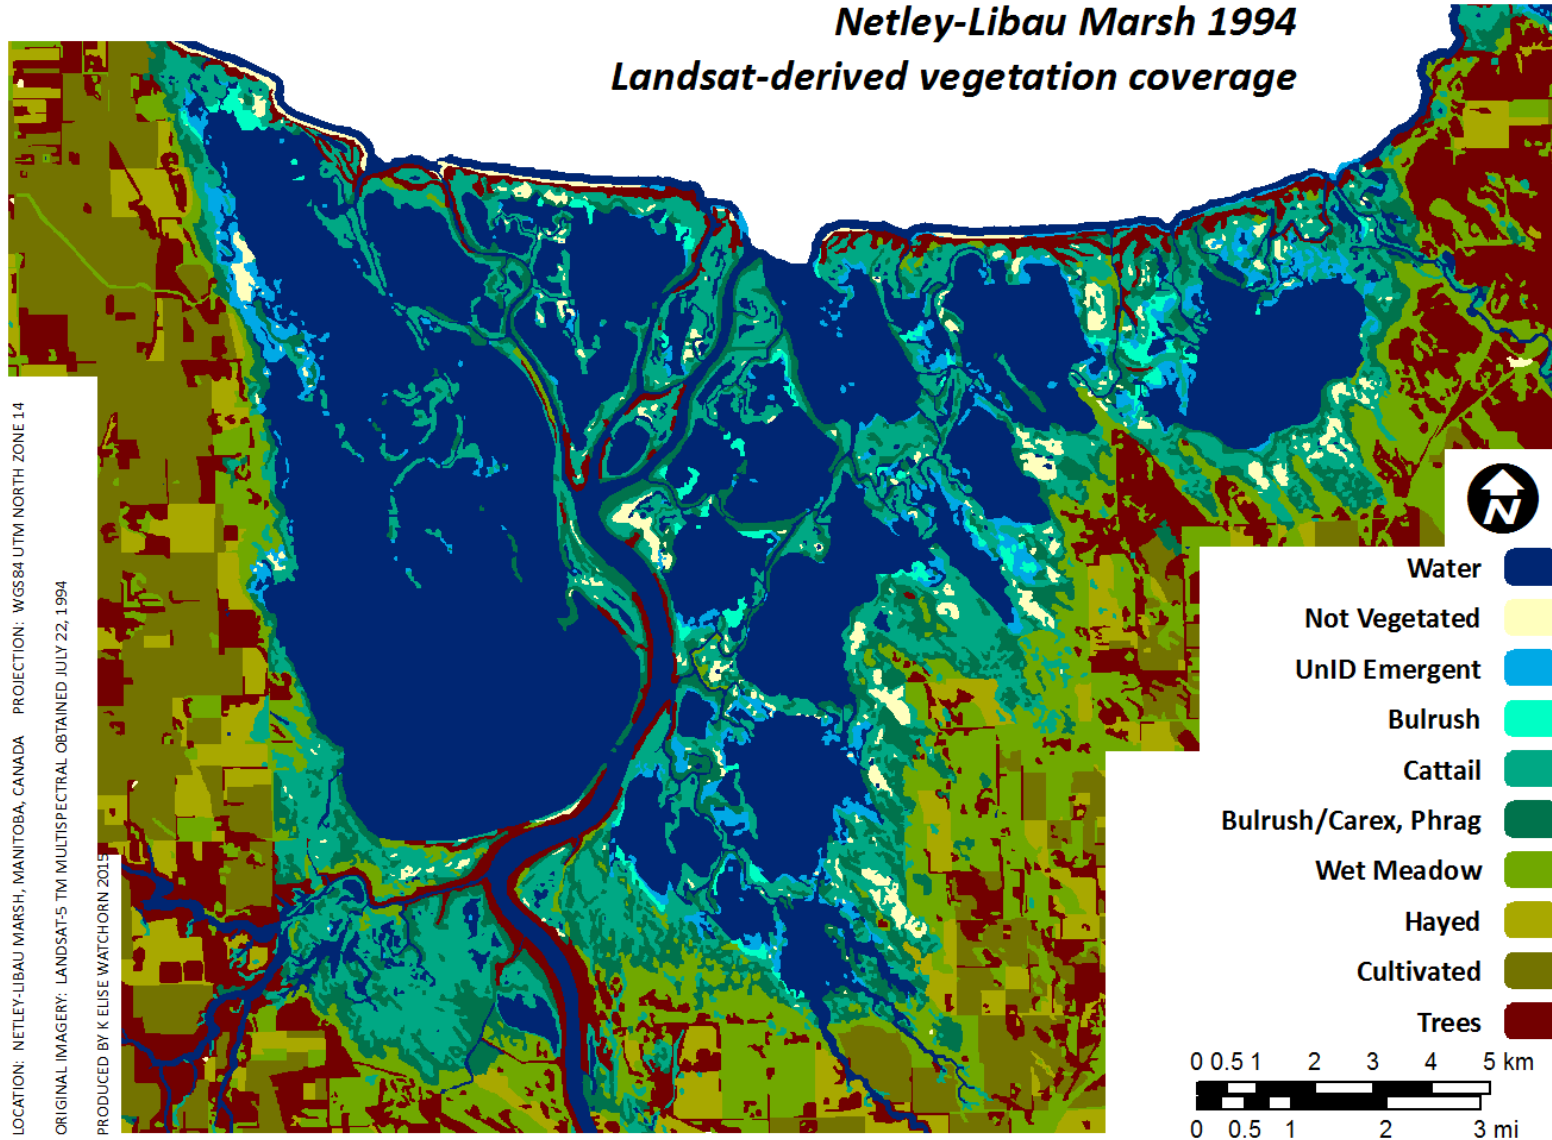 Netley-Libau Marsh 1994
Landsat-derived vegetation coverage
LOCATION: NETLEY-LIBAU MARSH, MANITOBA, CANADA PROJECTION: WGS84 UTM NORTH ZONE 14
ORIGINAL IMAGERY: LANDSAT-5 TM MULTISPECTRAL OBTAINED JULY 22, 1994
PRODUCED BY K ELISE WATCHORN 2015
N
Water
Not Vegetated
UnID Emergent
Bulrush
Cattail
Bulrush/Carex, Phrag
Wet Meadow
Hayed
Cultivated
Trees
0 0.5 1 2 3 4 5 km
0 0.5 1 2 3 mi